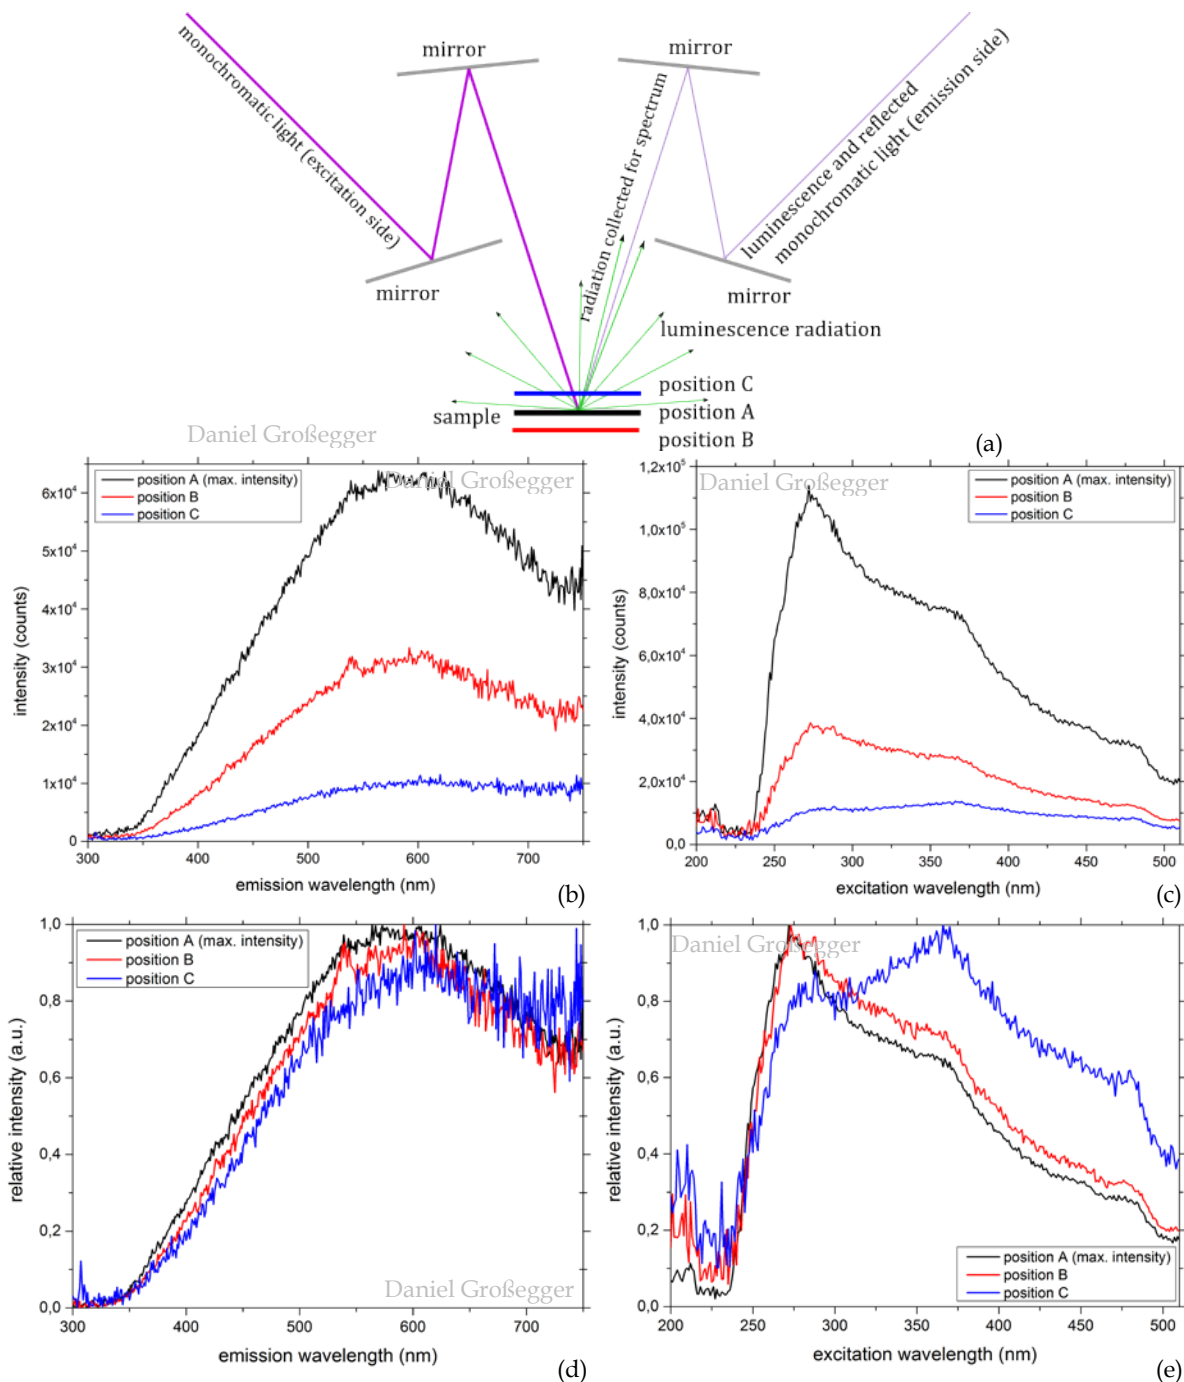 mirror
mirror
monochromatic light (excitation side)
radiation collected for spectrum
luminescence and reflected
monochromatic light (emission side)
mirror
mirror
luminescence radiation
position C
sample
position A
position B
(a)
Daniel Großegger
Daniel Großegger
position A (max. intensity)
position B
position C
6x10⁴
5x10⁴
4x10⁴
3x10⁴
2x10⁴
1x10⁴
0
intensity (counts)
300 400 500 600 700
emission wavelength (nm)
(b)
Daniel Großegger
position A (max. intensity)
position B
position C
1,2x10⁵
1,0x10⁵
8,0x10⁴
6,0x10⁴
4,0x10⁴
2,0x10⁴
0,0
intensity (counts)
200 250 300 350 400 450 500
excitation wavelength (nm)
(c)
position A (max. intensity)
position B
position C
1,0
0,8
0,6
0,4
0,2
0,0
relative intensity (a.u.)
Daniel Großegger
300 400 500 600 700
emission wavelength (nm)
(d)
Daniel Großegger
1,0
0,8
0,6
0,4
0,2
0,0
relative intensity (a.u.)
position A (max. intensity)
position B
position C
200 250 300 350 400 450 500
excitation wavelength (nm)
(e)